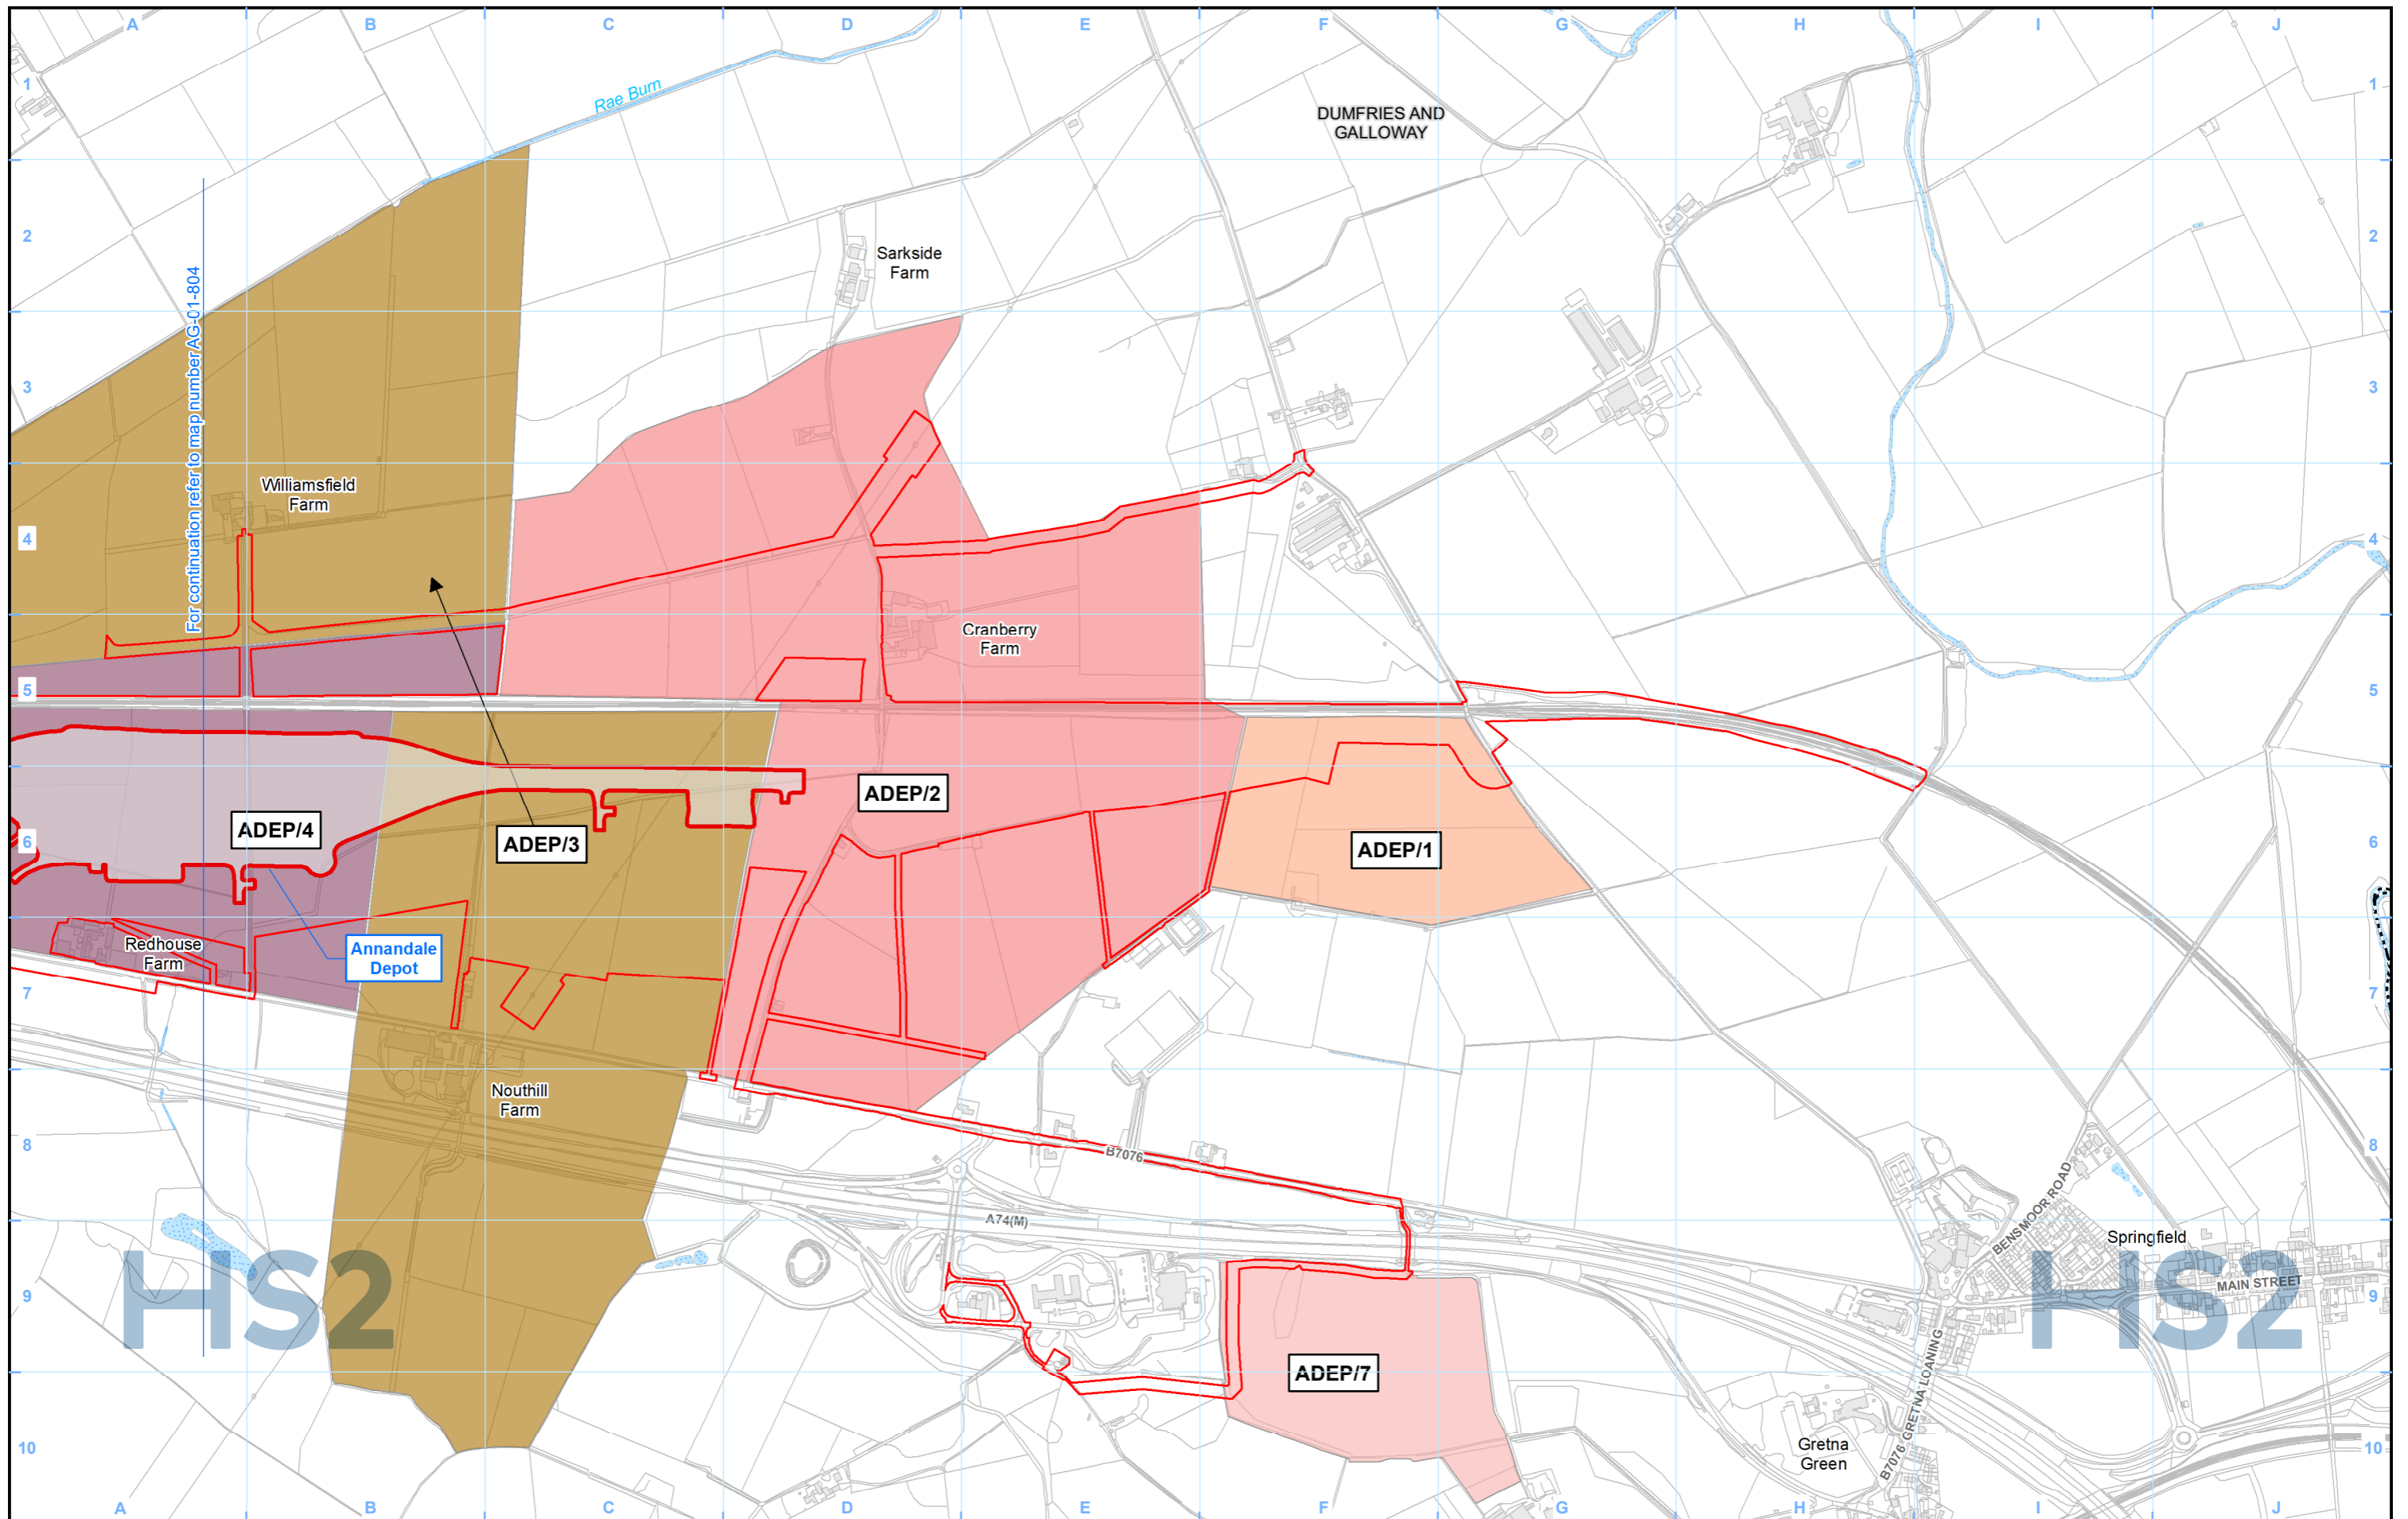 A B C D E F G H I J
1 1
Rae Burn
DUMFRIES AND
GALLOWAY
2 2
Sarkside
Farm
For continuation refer to map number AG-01-804
3 3
Williamsfield
Farm
4 4
Cranberry
Farm
5 5
ADEP/2
ADEP/4
ADEP/3
ADEP/1
6 6
Redhouse
Farm
Annandale
Depot
7 7
Nouthill
Farm
8 8
B7076
A74(M)
BENSMOOR ROAD
Springfield
MAIN STREET
HS2 HS2
9 9
ADEP/7
B7076 GRETNA LOANING
Gretna
Green
10 10
A B C D E F G H I J